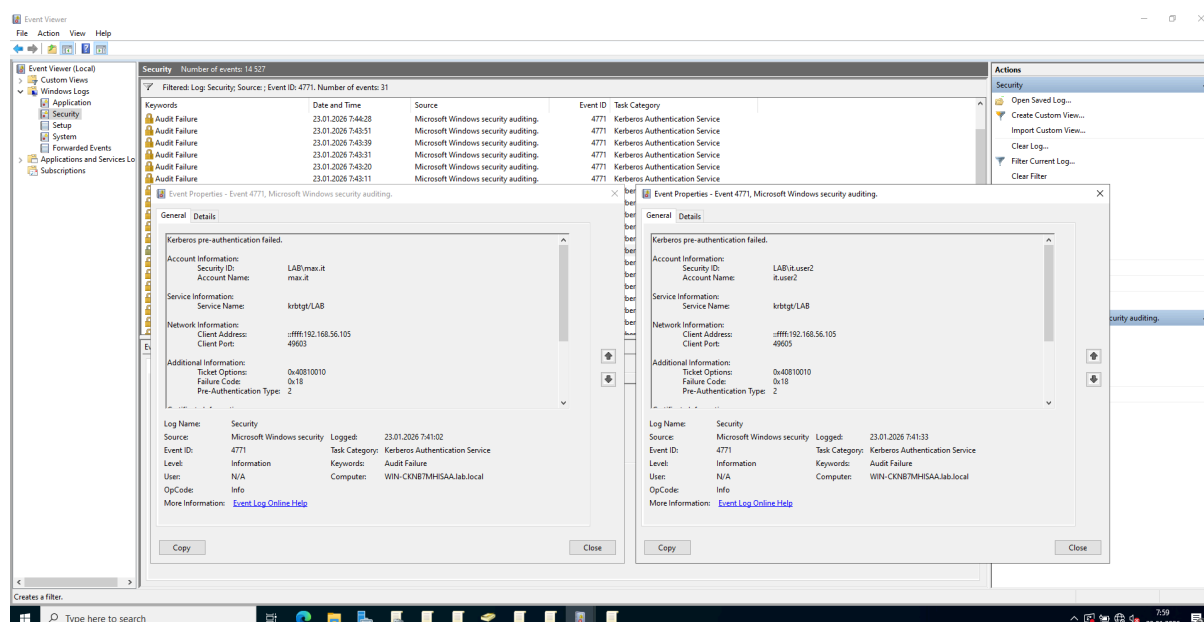 Event Viewer
File Action View Help
Event Viewer (Local)
Custom Views
Windows Logs
Application
Security
Setup
System
Forwarded Events
Applications and Services Lo
Subscriptions
Security Number of events: 14 527
Filtered: Log: Security; Source: ; Event ID: 4771. Number of events: 31
Keywords Date and Time Source Event ID Task Category
Audit Failure 23.01.2026 7:44:28 Microsoft Windows security auditing. 4771 Kerberos Authentication Service
Audit Failure 23.01.2026 7:43:51 Microsoft Windows security auditing. 4771 Kerberos Authentication Service
Audit Failure 23.01.2026 7:43:39 Microsoft Windows security auditing. 4771 Kerberos Authentication Service
Audit Failure 23.01.2026 7:43:31 Microsoft Windows security auditing. 4771 Kerberos Authentication Service
Audit Failure 23.01.2026 7:43:20 Microsoft Windows security auditing. 4771 Kerberos Authentication Service
Audit Failure 23.01.2026 7:43:11 Microsoft Windows security auditing. 4771 Kerberos Authentication Service
Event Properties - Event 4771, Microsoft Windows security auditing.
General Details
Kerberos pre-authentication failed.
Account Information:
Security ID: LAB\max.it
Account Name: max.it
Service Information:
Service Name: krbtgt/LAB
Network Information:
Client Address: ::ffff:192.168.56.105
Client Port: 49603
Additional Information:
Ticket Options: 0x40810010
Failure Code: 0x18
Pre-Authentication Type: 2
Log Name: Security
Source: Microsoft Windows security Logged: 23.01.2026 7:41:02
Event ID: 4771 Task Category: Kerberos Authentication Service
Level: Information Keywords: Audit Failure
User: N/A Computer: WIN-CKNB7MHISAA.lab.local
OpCode: Info
More Information: Event Log Online Help
Copy Close
Event Properties - Event 4771, Microsoft Windows security auditing.
General Details
Kerberos pre-authentication failed.
Account Information:
Security ID: LAB\it.user2
Account Name: it.user2
Service Information:
Service Name: krbtgt/LAB
Network Information:
Client Address: ::ffff:192.168.56.105
Client Port: 49605
Additional Information:
Ticket Options: 0x40810010
Failure Code: 0x18
Pre-Authentication Type: 2
Log Name: Security
Source: Microsoft Windows security Logged: 23.01.2026 7:41:33
Event ID: 4771 Task Category: Kerberos Authentication Service
Level: Information Keywords: Audit Failure
User: N/A Computer: WIN-CKNB7MHISAA.lab.local
OpCode: Info
More Information: Event Log Online Help
Copy Close
Actions
Security
Open Saved Log...
Create Custom View...
Import Custom View...
Clear Log...
Filter Current Log...
Clear Filter
curity auditing.
Creates a filter.
Type here to search
7:59